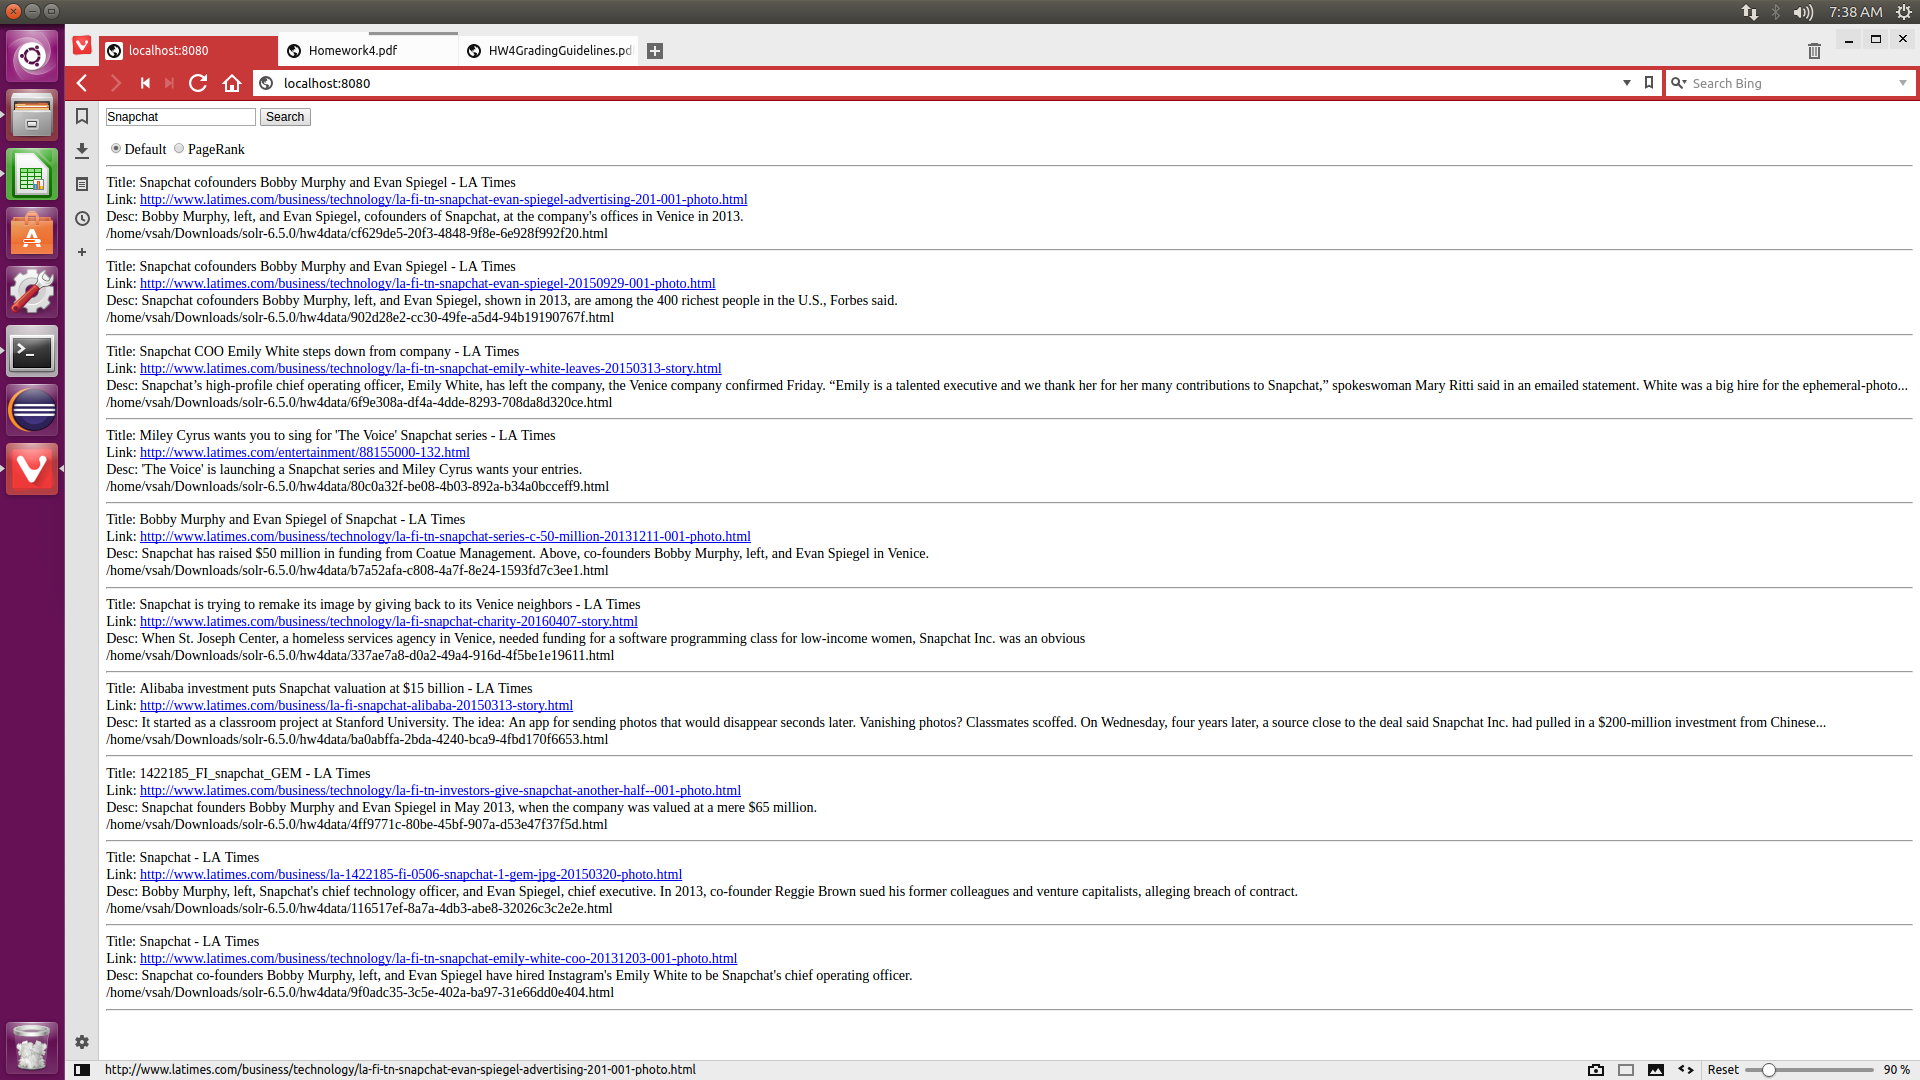 7:38 AM
localhost:8080
Homework4.pdf
HW4GradingGuidelines.pd
localhost:8080
Search Bing
Snapchat
Search
Default PageRank
Title: Snapchat cofounders Bobby Murphy and Evan Spiegel - LA Times
Link: http://www.latimes.com/business/technology/la-fi-tn-snapchat-evan-spiegel-advertising-201-001-photo.html
Desc: Bobby Murphy, left, and Evan Spiegel, cofounders of Snapchat, at the company's offices in Venice in 2013.
/home/vsah/Downloads/solr-6.5.0/hw4data/cf629de5-20f3-4848-9f8e-6e928f992f20.html
Title: Snapchat cofounders Bobby Murphy and Evan Spiegel - LA Times
Link: http://www.latimes.com/business/technology/la-fi-tn-snapchat-evan-spiegel-20150929-001-photo.html
Desc: Snapchat cofounders Bobby Murphy, left, and Evan Spiegel, shown in 2013, are among the 400 richest people in the U.S., Forbes said.
/home/vsah/Downloads/solr-6.5.0/hw4data/902d28e2-cc30-49fe-a5d4-94b19190767f.html
Title: Snapchat COO Emily White steps down from company - LA Times
Link: http://www.latimes.com/business/technology/la-fi-tn-snapchat-emily-white-leaves-20150313-story.html
Desc: Snapchat’s high-profile chief operating officer, Emily White, has left the company, the Venice company confirmed Friday. “Emily is a talented executive and we thank her for her many contributions to Snapchat,” spokeswoman Mary Ritti said in an emailed statement. White was a big hire for the ephemeral-photo...
/home/vsah/Downloads/solr-6.5.0/hw4data/6f9e308a-df4a-4dde-8293-708da8d320ce.html
Title: Miley Cyrus wants you to sing for 'The Voice' Snapchat series - LA Times
Link: http://www.latimes.com/entertainment/88155000-132.html
Desc: 'The Voice' is launching a Snapchat series and Miley Cyrus wants your entries.
/home/vsah/Downloads/solr-6.5.0/hw4data/80c0a32f-be08-4b03-892a-b34a0bcceff9.html
Title: Bobby Murphy and Evan Spiegel of Snapchat - LA Times
Link: http://www.latimes.com/business/technology/la-fi-tn-snapchat-series-c-50-million-20131211-001-photo.html
Desc: Snapchat has raised $50 million in funding from Coatue Management. Above, co-founders Bobby Murphy, left, and Evan Spiegel in Venice.
/home/vsah/Downloads/solr-6.5.0/hw4data/b7a52afa-c808-4a7f-8e24-1593fd7c3ee1.html
Title: Snapchat is trying to remake its image by giving back to its Venice neighbors - LA Times
Link: http://www.latimes.com/business/technology/la-fi-snapchat-charity-20160407-story.html
Desc: When St. Joseph Center, a homeless services agency in Venice, needed funding for a software programming class for low-income women, Snapchat Inc. was an obvious
/home/vsah/Downloads/solr-6.5.0/hw4data/337ae7a8-d0a2-49a4-916d-4f5be1e19611.html
Title: Alibaba investment puts Snapchat valuation at $15 billion - LA Times
Link: http://www.latimes.com/business/la-fi-snapchat-alibaba-20150313-story.html
Desc: It started as a classroom project at Stanford University. The idea: An app for sending photos that would disappear seconds later. Vanishing photos? Classmates scoffed. On Wednesday, four years later, a source close to the deal said Snapchat Inc. had pulled in a $200-million investment from Chinese...
/home/vsah/Downloads/solr-6.5.0/hw4data/ba0abffa-2bda-4240-bca9-4fbd170f6653.html
Title: 1422185_FI_snapchat_GEM - LA Times
Link: http://www.latimes.com/business/technology/la-fi-tn-investors-give-snapchat-another-half--001-photo.html
Desc: Snapchat founders Bobby Murphy and Evan Spiegel in May 2013, when the company was valued at a mere $65 million.
/home/vsah/Downloads/solr-6.5.0/hw4data/4ff9771c-80be-45bf-907a-d53e47f37f5d.html
Title: Snapchat - LA Times
Link: http://www.latimes.com/business/la-1422185-fi-0506-snapchat-1-gem-jpg-20150320-photo.html
Desc: Bobby Murphy, left, Snapchat's chief technology officer, and Evan Spiegel, chief executive. In 2013, co-founder Reggie Brown sued his former colleagues and venture capitalists, alleging breach of contract.
/home/vsah/Downloads/solr-6.5.0/hw4data/116517ef-8a7a-4db3-abe8-32026c3c2e2e.html
Title: Snapchat - LA Times
Link: http://www.latimes.com/business/technology/la-fi-tn-snapchat-emily-white-coo-20131203-001-photo.html
Desc: Snapchat co-founders Bobby Murphy, left, and Evan Spiegel have hired Instagram's Emily White to be Snapchat's chief operating officer.
/home/vsah/Downloads/solr-6.5.0/hw4data/9f0adc35-3c5e-402a-ba97-31e66dd0e404.html
http://www.latimes.com/business/technology/la-fi-tn-snapchat-evan-spiegel-advertising-201-001-photo.html
Reset
90 %